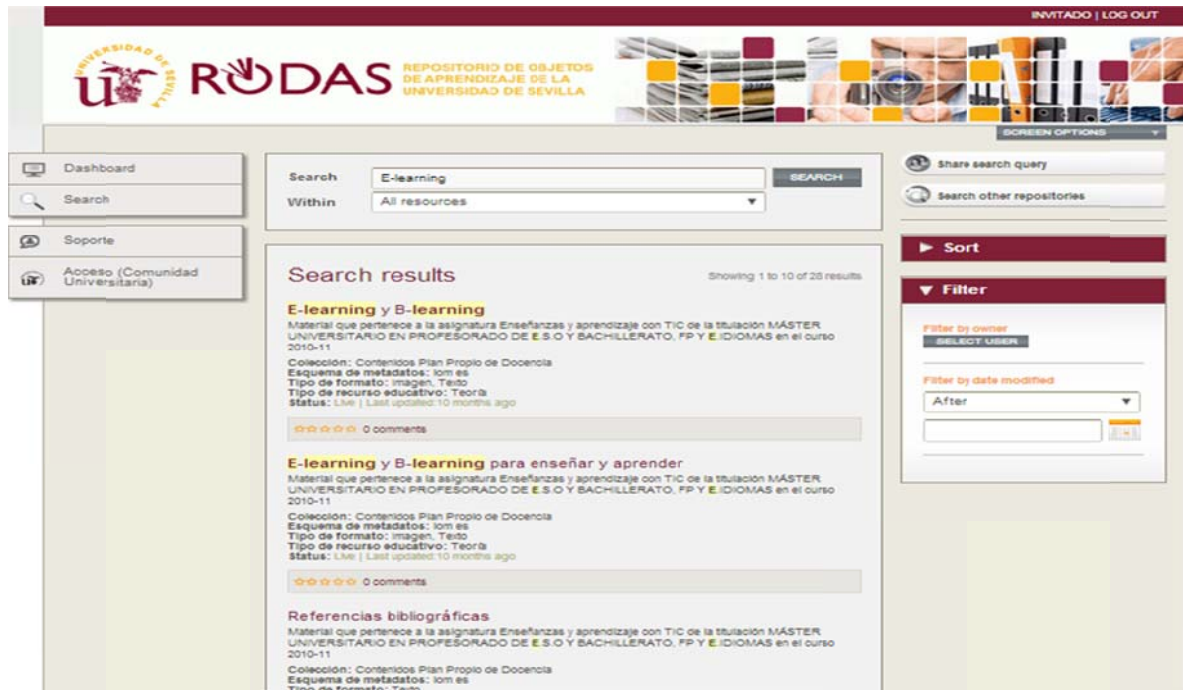 INVITADO | LOG OUT
UNIVERSIDAD DE SEVILLA
RODAS
REPOSITORIO DE OBJETOS
DE APRENDIZAJE DE LA
UNIVERSIDAD DE SEVILLA
SCREEN OPTIONS
Dashboard
Search
Soporte
Acceso (Comunidad
Universitaria)
Search E-learning SEARCH
Within All resources
Share search query
Search other repositories
Sort
Filter
Filter by owner
SELECT USER
Filter by date modified
After
Search results
Showing 1 to 10 of 28 results
E-learning y B-learning
Material que pertenece a la asignatura Enseñanzas y aprendizaje con TIC de la titulación MÁSTER
UNIVERSITARIO EN PROFESORADO DE E.S.O Y BACHILLERATO, FP Y E.IDIOMAS en el curso
2010-11
Colección: Contenidos Plan Propio de Docencia
Esquema de metadatos: lom es
Tipo de formato: Imagen, Texto
Tipo de recurso educativo: Teoría
Status: Live | Last updated:10 months ago
0 comments
E-learning y B-learning para enseñar y aprender
Material que pertenece a la asignatura Enseñanzas y aprendizaje con TIC de la titulación MÁSTER
UNIVERSITARIO EN PROFESORADO DE E.S.O Y BACHILLERATO, FP Y E.IDIOMAS en el curso
2010-11
Colección: Contenidos Plan Propio de Docencia
Esquema de metadatos: lom es
Tipo de formato: Imagen, Texto
Tipo de recurso educativo: Teoría
Status: Live | Last updated:10 months ago
0 comments
Referencias bibliográficas
Material que pertenece a la asignatura Enseñanzas y aprendizaje con TIC de la titulación MÁSTER
UNIVERSITARIO EN PROFESORADO DE E.S.O Y BACHILLERATO, FP Y E.IDIOMAS en el curso
2010-11
Colección: Contenidos Plan Propio de Docencia
Esquema de metadatos: lom es
Tipo de formato: Texto